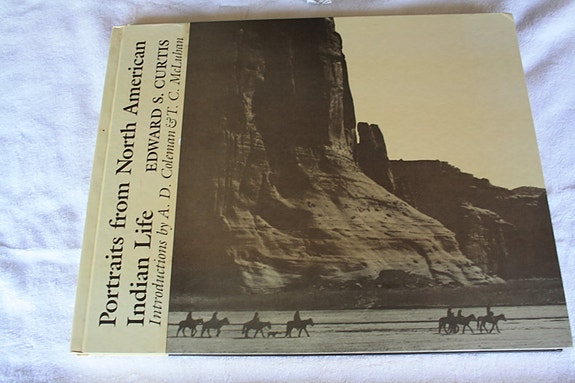 Portraits from North American
Indian Life EDWARD S. CURTIS
Introductions by A. D. Coleman & T. C. McLuhan